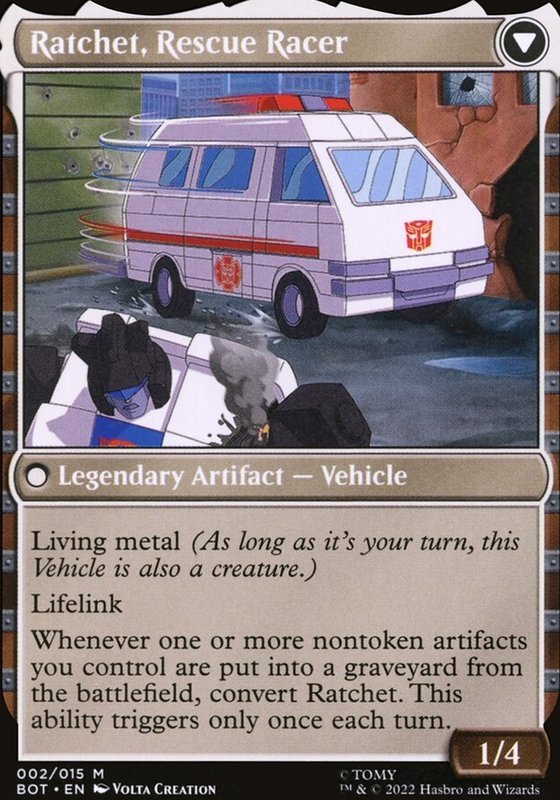 Ratchet, Rescue Racer
Legendary Artifact — Vehicle
Living metal (As long as it's your turn, this
Vehicle is also a creature.)
Lifelink
Whenever one or more nontoken artifacts
you control are put into a graveyard from
the battlefield, convert Ratchet. This
ability triggers only once each turn.
1/4
002/015 M
BOT • EN Volta Creation
© TOMY
™ & © 2022 Hasbro and Wizards